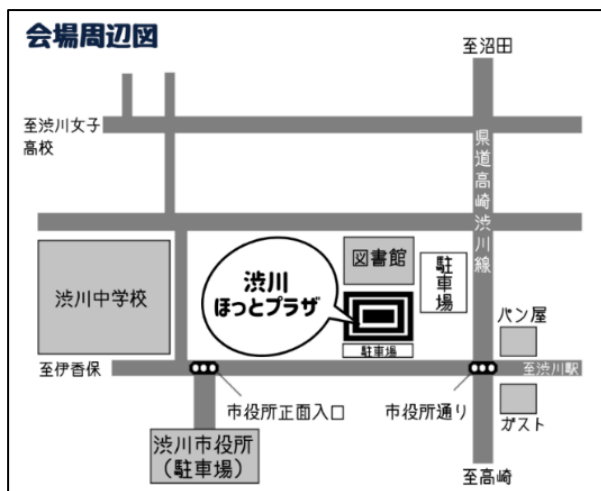 会場周辺図
至沼田
至渋川女子
高校
県道高崎渋川線
図書館
駐車場
渋川
ほっとプラザ
渋川中学校
パン屋
駐車場
至伊香保
至渋川駅
市役所正面入口
市役所通り
ガスト
渋川市役所
（駐車場）
至高崎